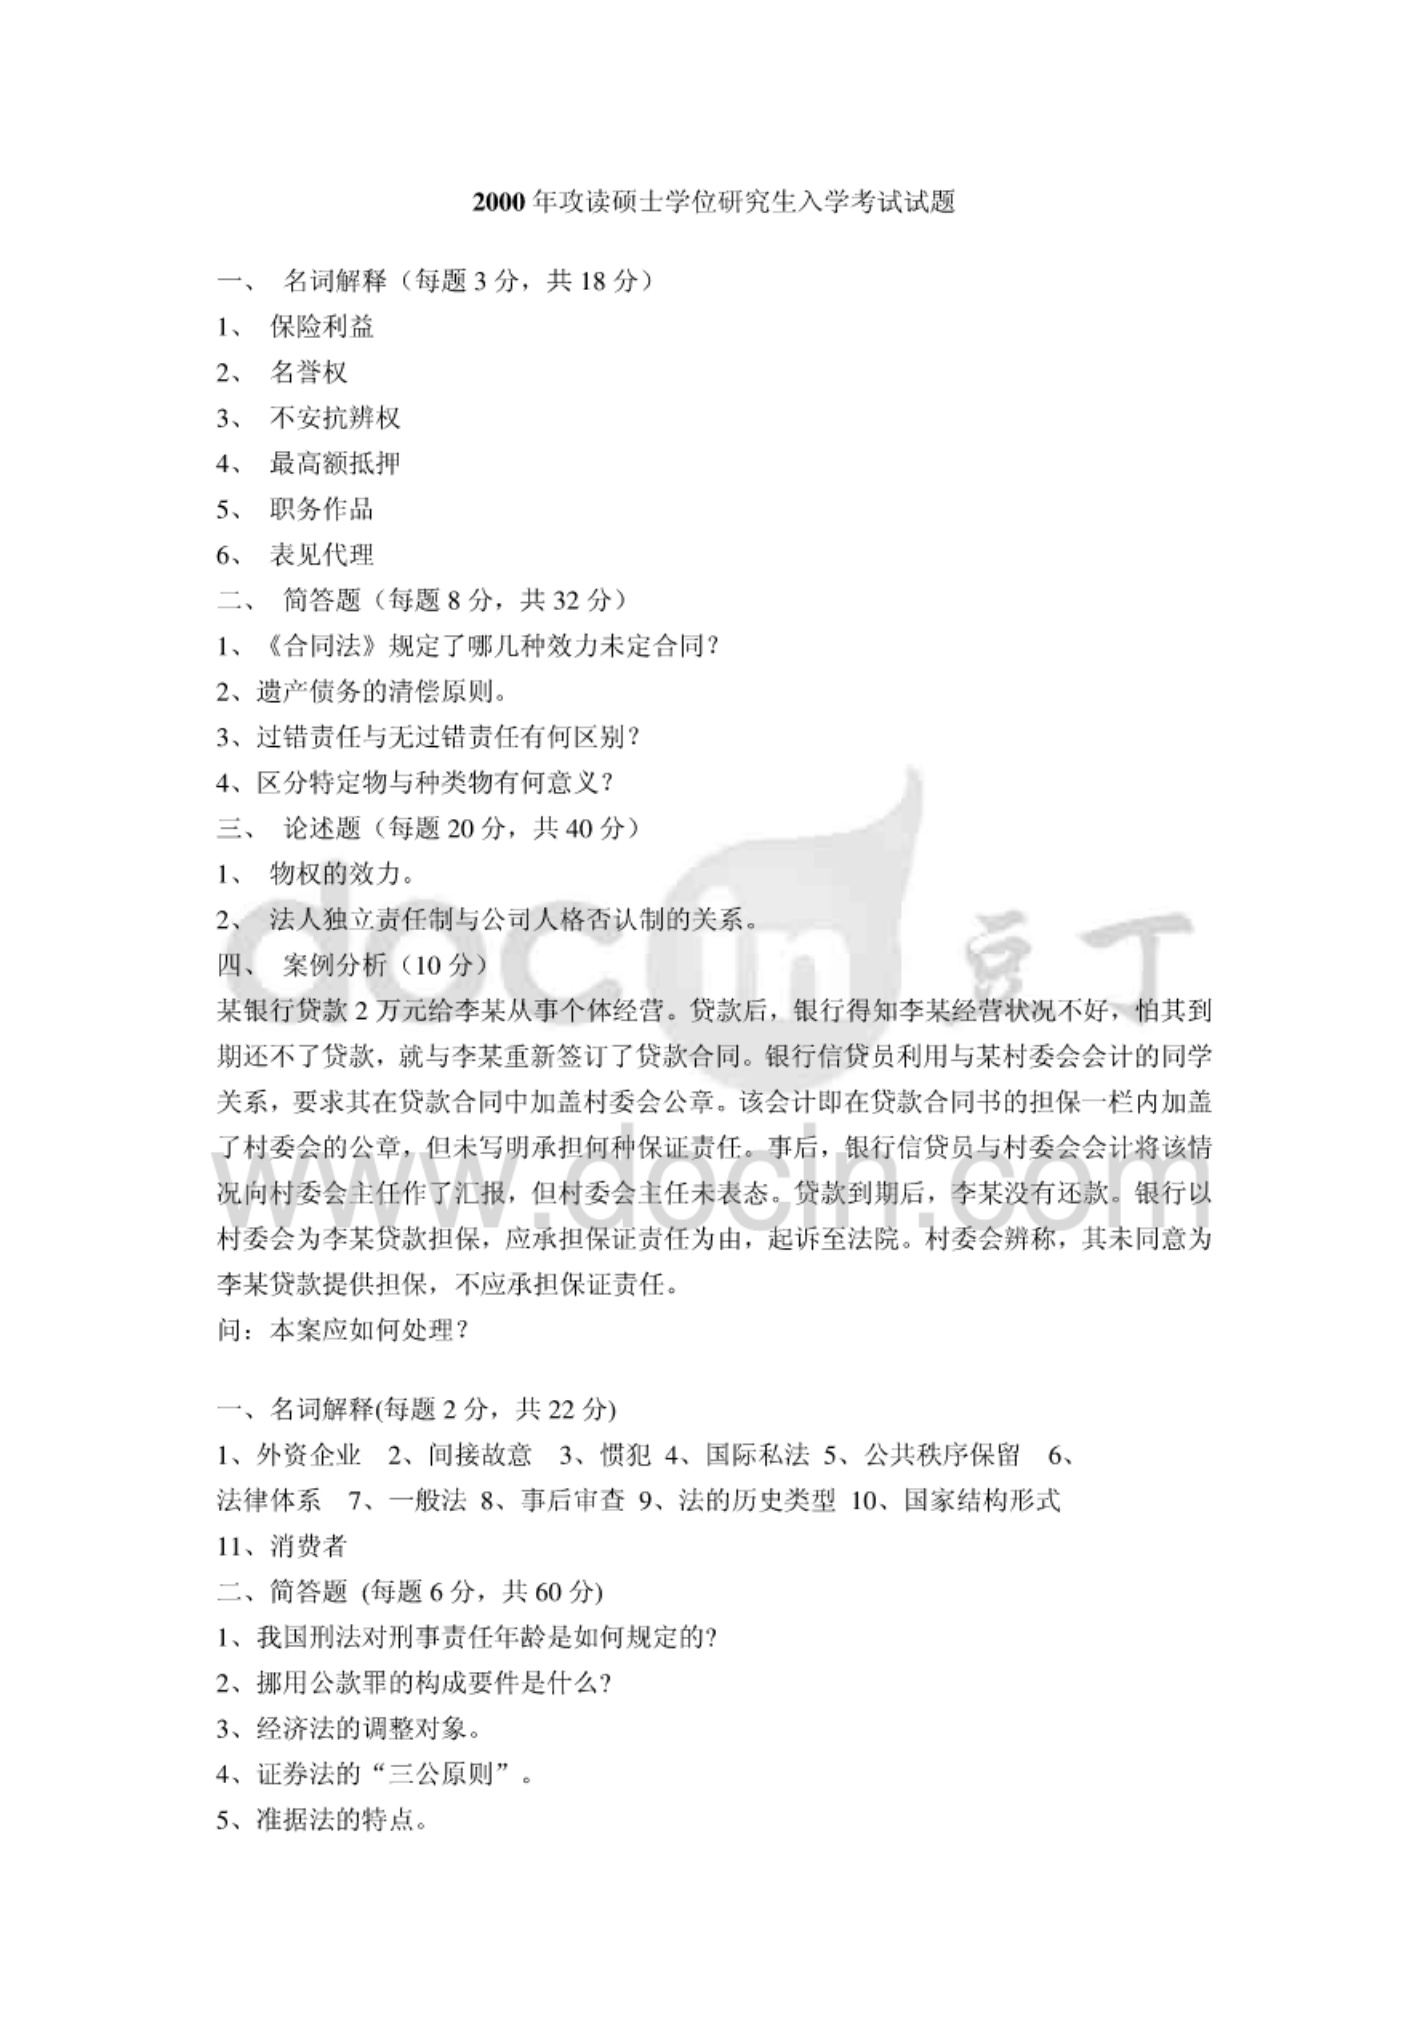 2000 年攻读硕士学位研究生入学考试试题
一、 名词解释（每题 3 分，共 18 分）
1、 保险利益
2、 名誉权
3、 不安抗辨权
4、 最高额抵押
5、 职务作品
6、 表见代理
二、 简答题（每题 8 分，共 32 分）
1、《合同法》规定了哪几种效力未定合同？
2、遗产债务的清偿原则。
3、过错责任与无过错责任有何区别？
4、区分特定物与种类物有何意义？
三、 论述题（每题 20 分，共 40 分）
1、 物权的效力。
2、 法人独立责任制与公司人格否认制的关系。
四、 案例分析（10 分）
某银行贷款 2 万元给李某从事个体经营。贷款后，银行得知李某经营状况不好，怕其到
期还不了贷款，就与李某重新签订了贷款合同。银行信贷员利用与某村委会会计的同学
关系，要求其在贷款合同中加盖村委会公章。该会计即在贷款合同书的担保一栏内加盖
了村委会的公章，但未写明承担何种保证责任。事后，银行信贷员与村委会会计将该情
况向村委会主任作了汇报，但村委会主任未表态。贷款到期后，李某没有还款。银行以
村委会为李某贷款担保，应承担保证责任为由，起诉至法院。村委会辨称，其未同意为
李某贷款提供担保，不应承担保证责任。
问：本案应如何处理？
一、名词解释(每题 2 分，共 22 分)
1、外资企业 2、间接故意 3、惯犯 4、国际私法 5、公共秩序保留 6、
法律体系 7、一般法 8、事后审查 9、法的历史类型 10、国家结构形式
11、消费者
二、简答题 (每题 6 分，共 60 分)
1、我国刑法对刑事责任年龄是如何规定的?
2、挪用公款罪的构成要件是什么?
3、经济法的调整对象。
4、证券法的“三公原则”。
5、准据法的特点。
docin 豆丁
www.docin.com